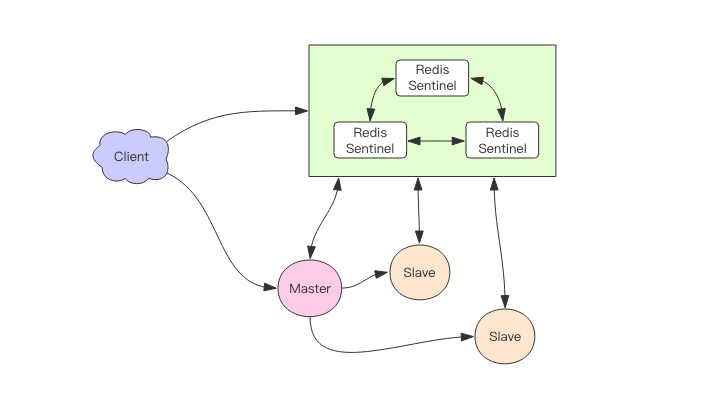 Redis
Sentinel
Redis
Sentinel
Redis
Sentinel
Client
Master
Slave
Slave